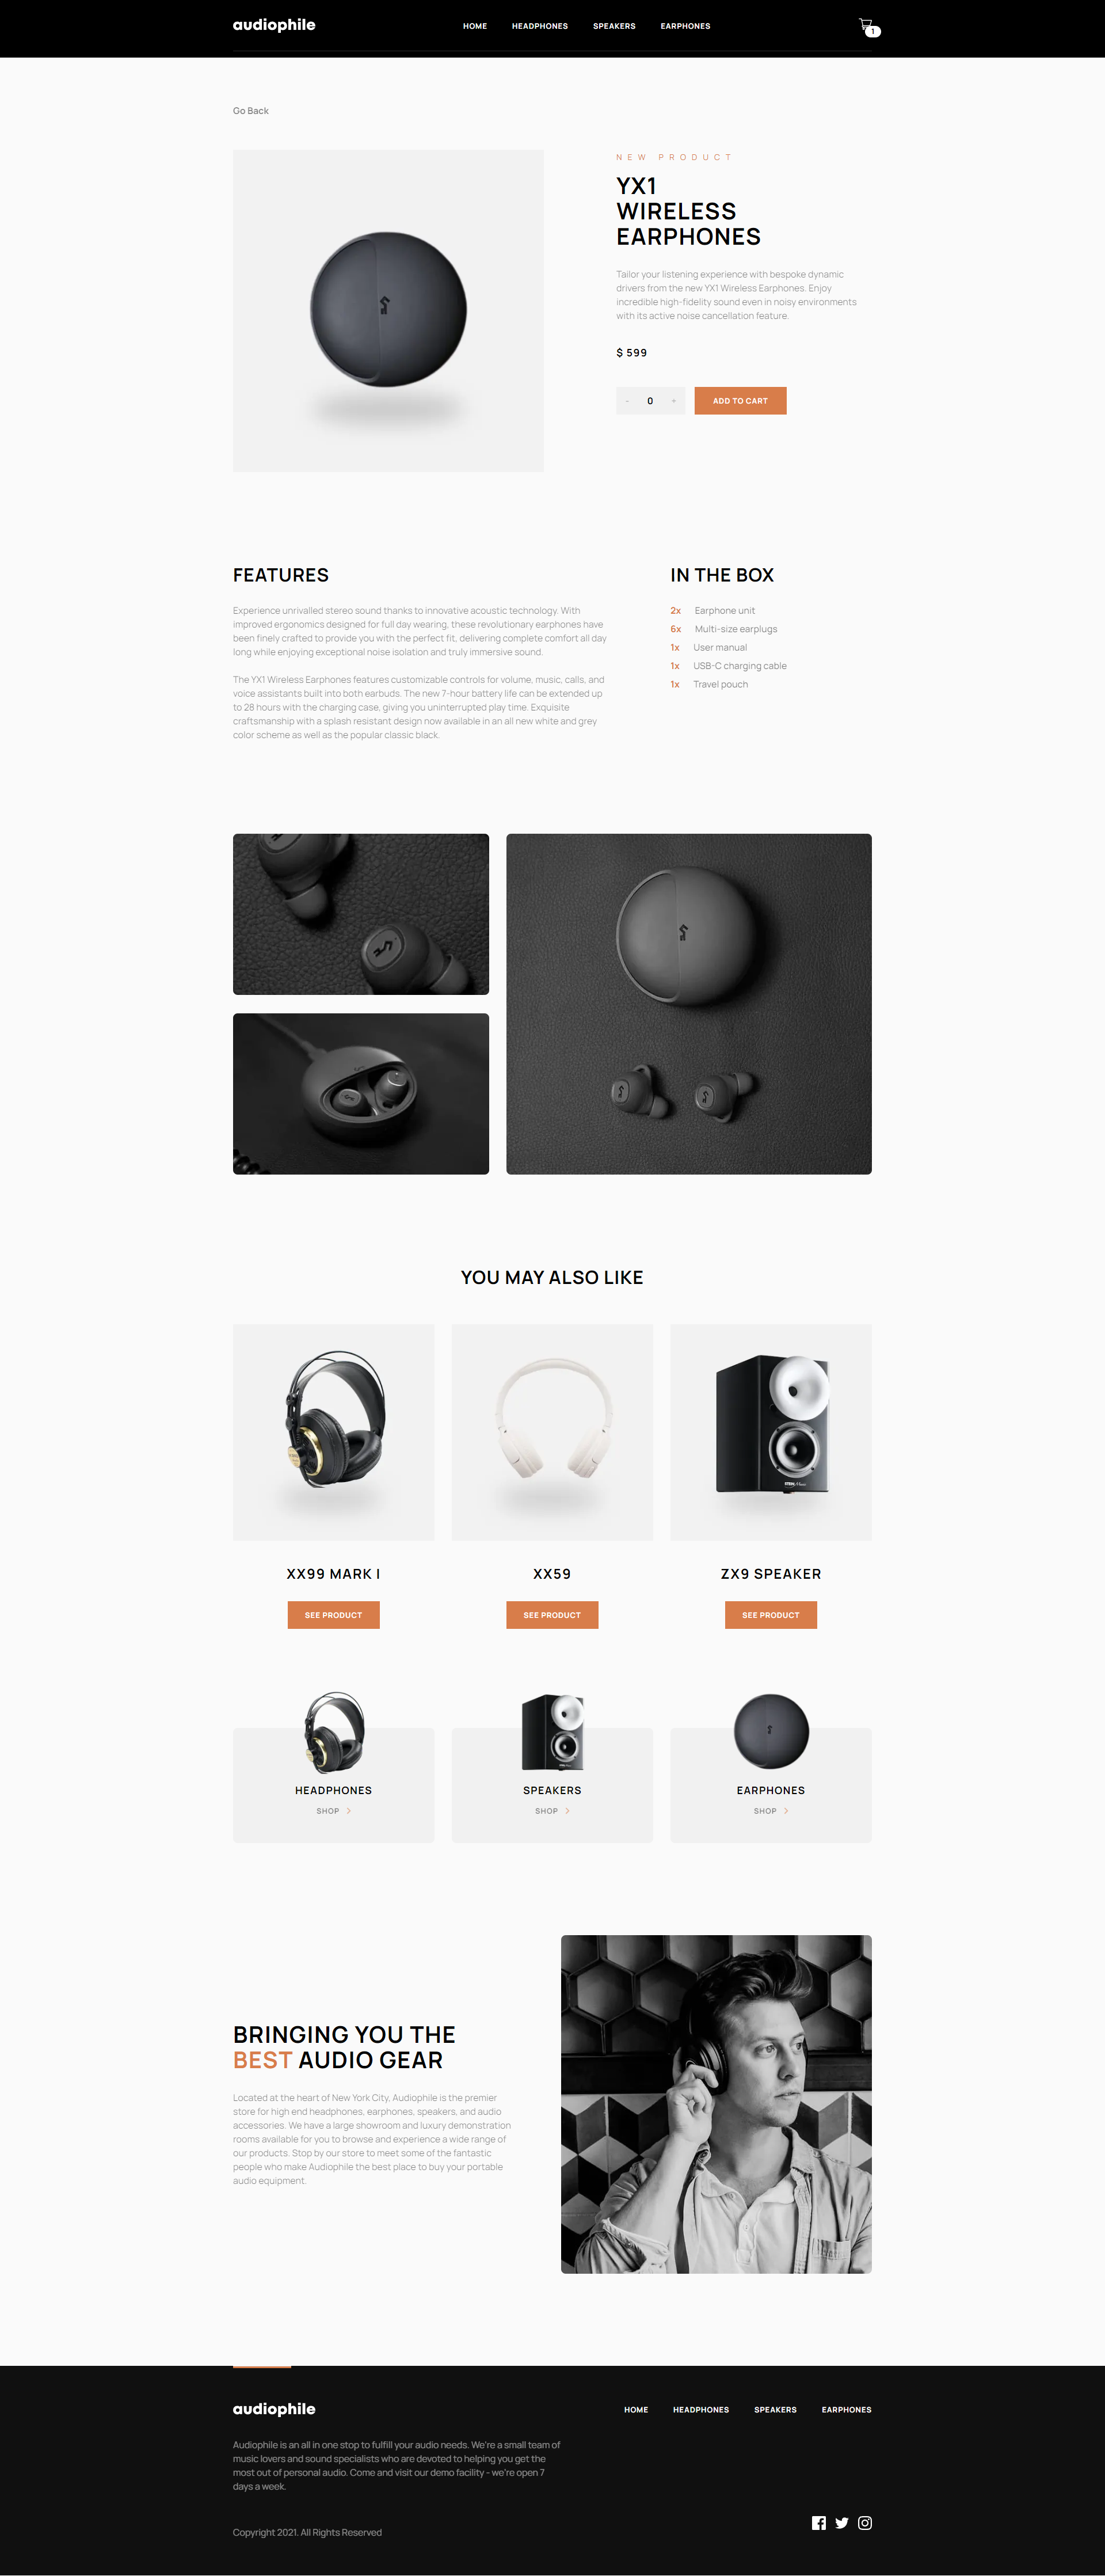 audiophile
HOME HEADPHONES SPEAKERS EARPHONES
1
Go Back
NEW PRODUCT
YX1
WIRELESS
EARPHONES
Tailor your listening experience with bespoke dynamic
drivers from the new YX1 Wireless Earphones. Enjoy
incredible high-fidelity sound even in noisy environments
with its active noise cancellation feature.
$ 599
- 0 + ADD TO CART
FEATURES
Experience unrivalled stereo sound thanks to innovative acoustic technology. With
improved ergonomics designed for full day wearing, these revolutionary earphones have
been finely crafted to provide you with the perfect fit, delivering complete comfort all day
long while enjoying exceptional noise isolation and truly immersive sound.
The YX1 Wireless Earphones features customizable controls for volume, music, calls, and
voice assistants built into both earbuds. The new 7-hour battery life can be extended up
to 28 hours with the charging case, giving you uninterrupted play time. Exquisite
craftsmanship with a splash resistant design now available in an all new white and grey
color scheme as well as the popular classic black.
IN THE BOX
2x Earphone unit
6x Multi-size earplugs
1x User manual
1x USB-C charging cable
1x Travel pouch
YOU MAY ALSO LIKE
XX99 MARK I
SEE PRODUCT
XX59
SEE PRODUCT
ZX9 SPEAKER
SEE PRODUCT
HEADPHONES
SHOP
SPEAKERS
SHOP
EARPHONES
SHOP
BRINGING YOU THE
BEST AUDIO GEAR
Located at the heart of New York City, Audiophile is the premier
store for high end headphones, earphones, speakers, and audio
accessories. We have a large showroom and luxury demonstration
rooms available for you to browse and experience a wide range of
our products. Stop by our store to meet some of the fantastic
people who make Audiophile the best place to buy your portable
audio equipment.
audiophile
HOME HEADPHONES SPEAKERS EARPHONES
Audiophile is an all in one stop to fulfill your audio needs. We're a small team of
music lovers and sound specialists who are devoted to helping you get the
most out of personal audio. Come and visit our demo facility - we're open 7
days a week.
Copyright 2021. All Rights Reserved